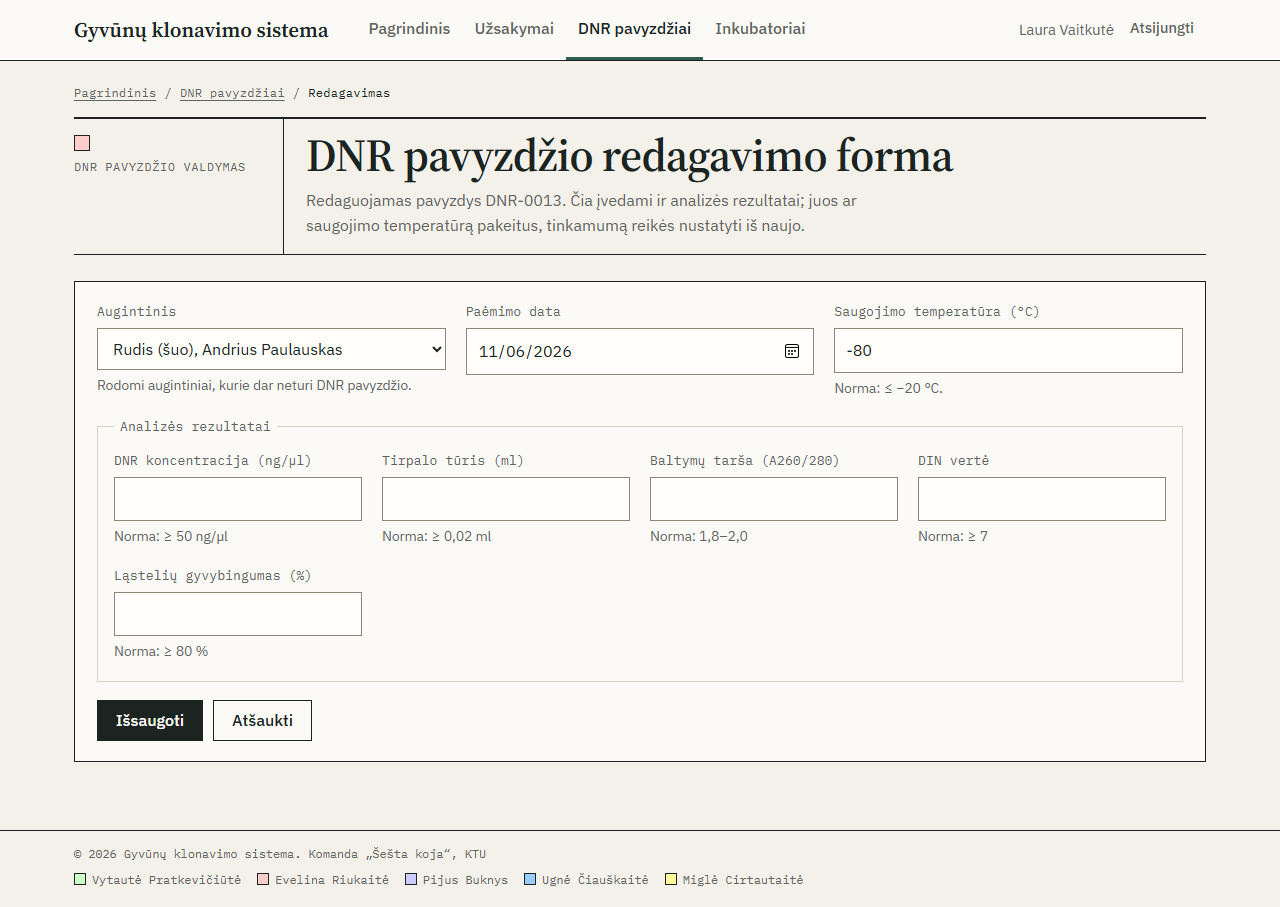 Gyvūnų klonavimo sistema Pagrindinis Užsakymai DNR pavyzdžiai Inkubatoriai Laura Vaitkutė Atsijungti
Pagrindinis / DNR pavyzdžiai / Redagavimas
DNR PAVYZDŽIO VALDYMAS
DNR pavyzdžio redagavimo forma
Redaguojamas pavyzdys DNR-0013. Čia įvedami ir analizės rezultatai; juos ar
saugojimo temperatūrą pakeitus, tinkamumą reikės nustatyti iš naujo.
Augintinis Paėmimo data Saugojimo temperatūra (°C)
Rudis (šuo), Andrius Paulauskas 11/06/2026 -80
Rodomi augintiniai, kurie dar neturi DNR pavyzdžio. Norma: ≤ −20 °C.
Analizės rezultatai
DNR koncentracija (ng/µl) Tirpalo tūris (ml) Baltymų tarša (A260/280) DIN vertė
Norma: ≥ 50 ng/µl Norma: ≥ 0,02 ml Norma: 1,8–2,0 Norma: ≥ 7
Ląstelių gyvybingumas (%)
Norma: ≥ 80 %
Išsaugoti Atšaukti
© 2026 Gyvūnų klonavimo sistema. Komanda „Šešta koja“, KTU
Vytautė Pratkevičiūtė Evelina Riukaitė Pijus Buknys Ugnė Čiauškaitė Miglė Cirtautaitė